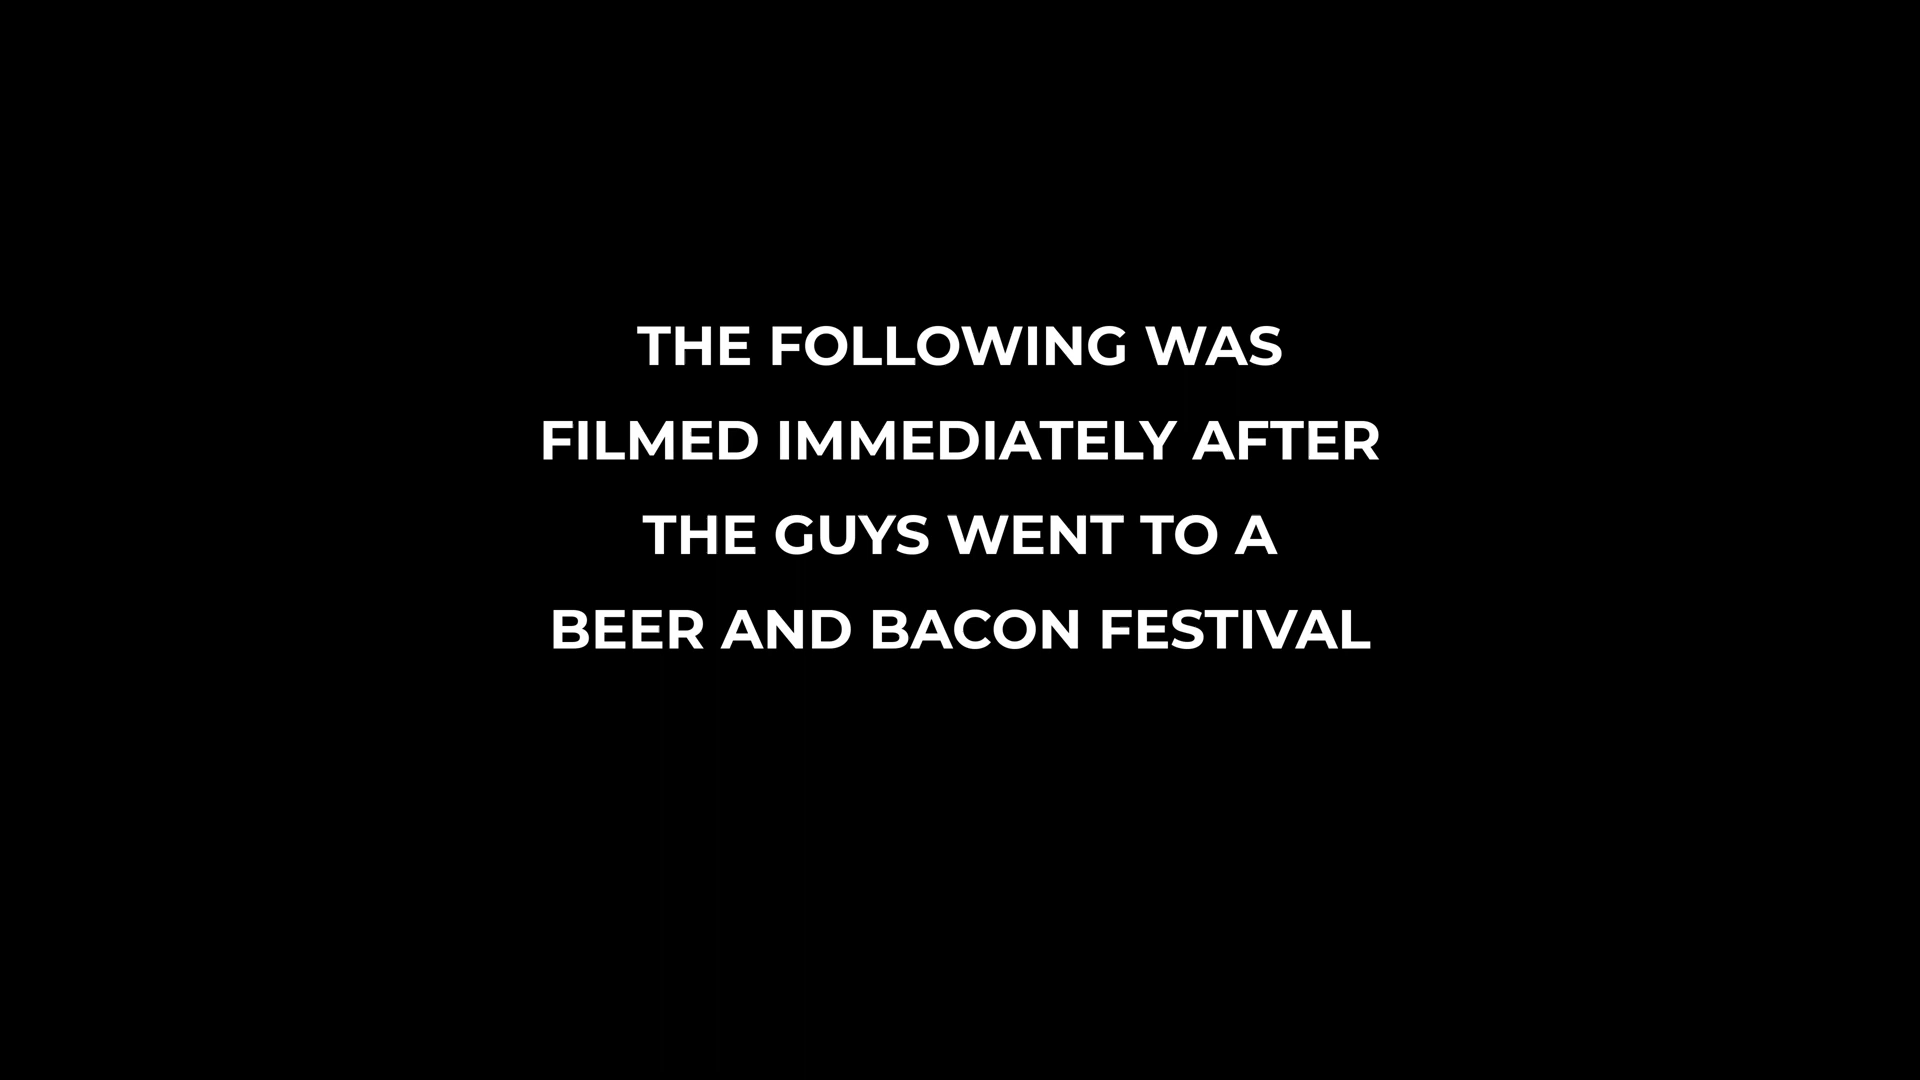 THE FOLLOWING WAS
FILMED IMMEDIATELY AFTER
THE GUYS WENT TO A
BEER AND BACON FESTIVAL